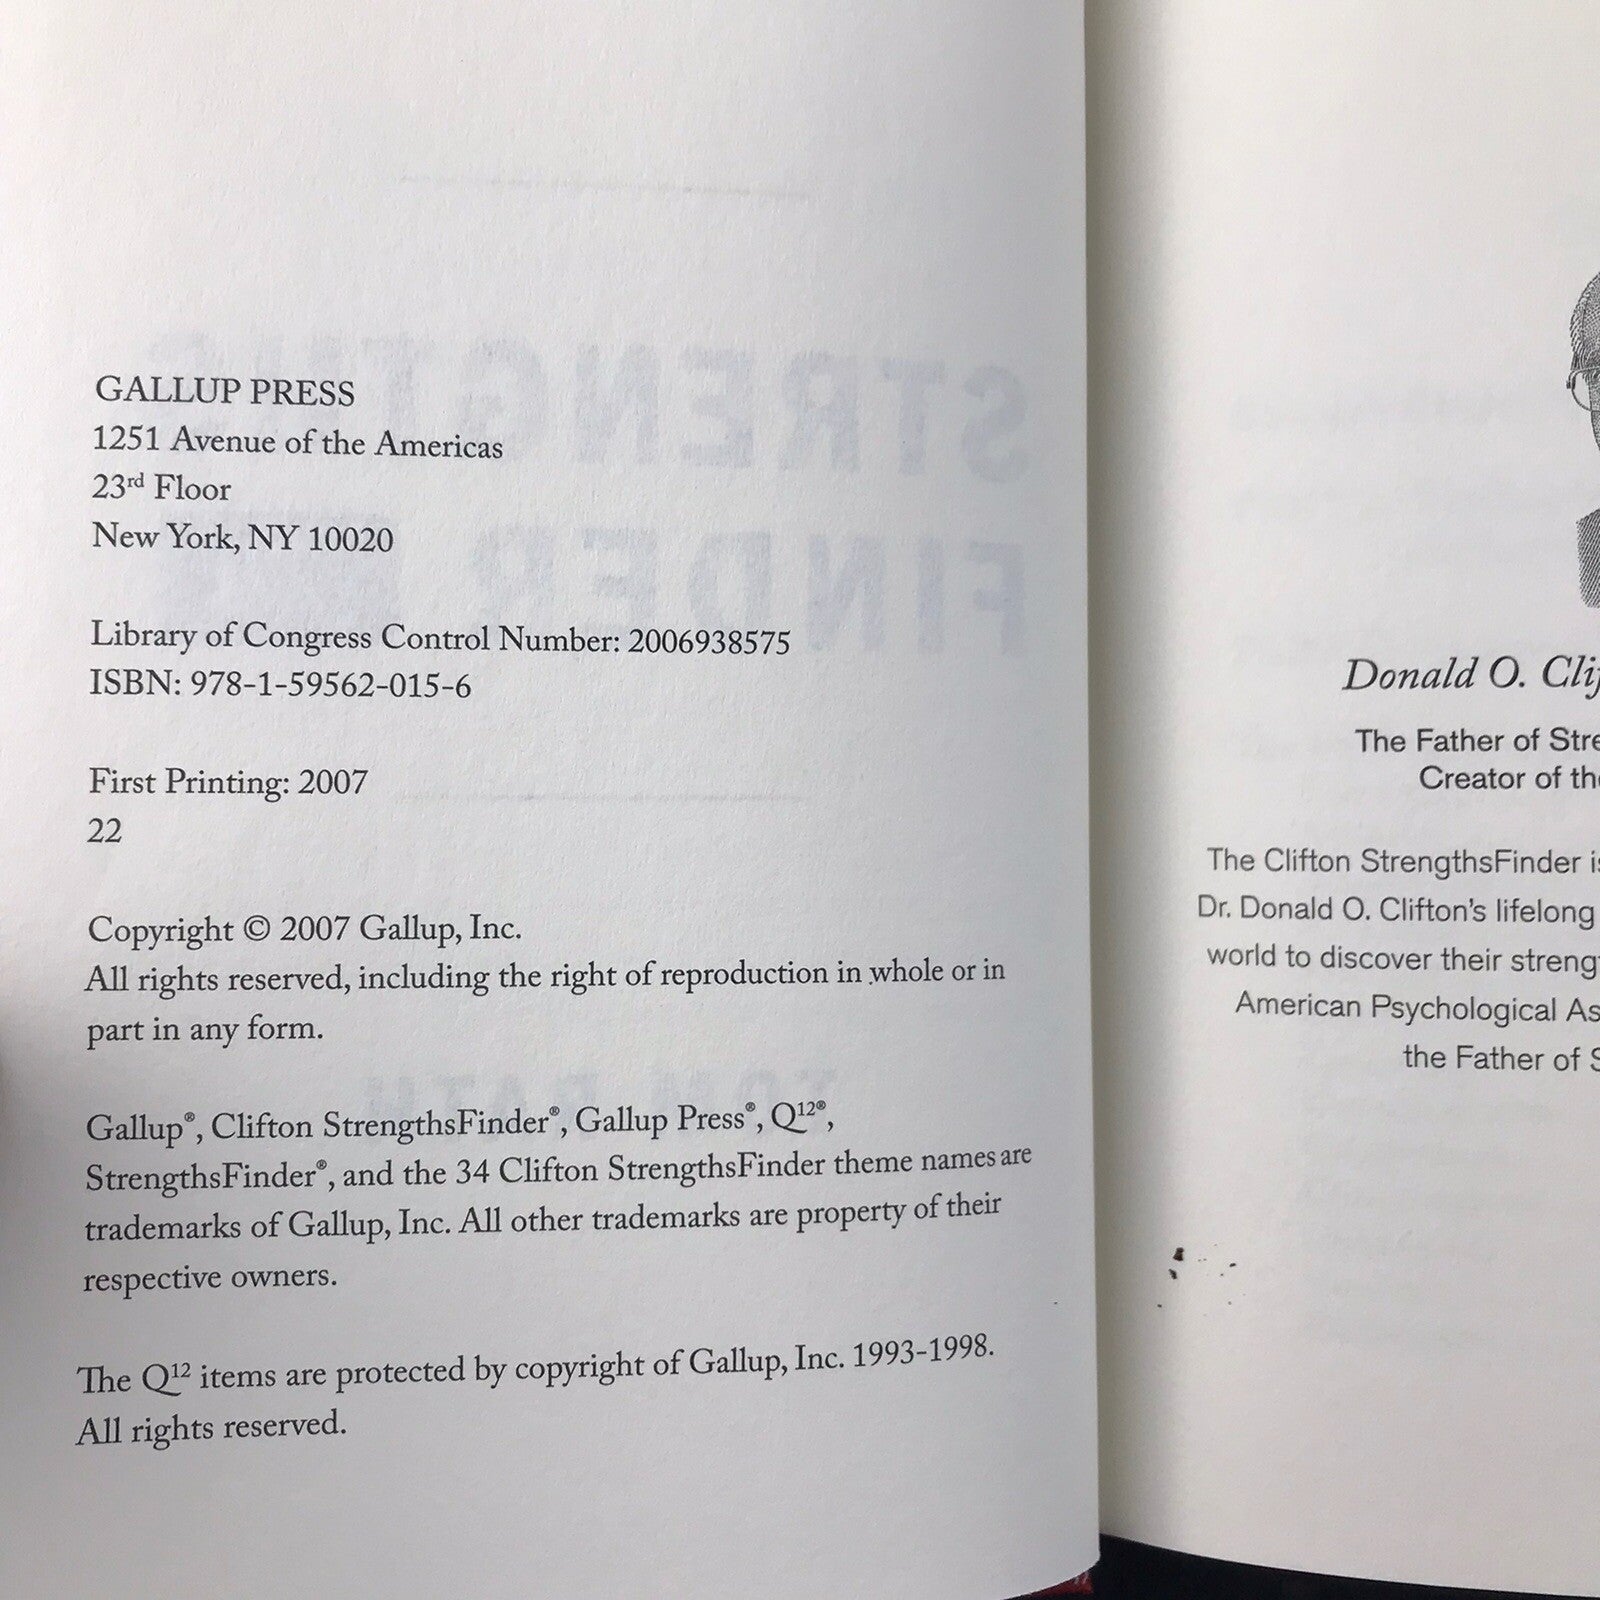 GALLUP PRESS
1251 Avenue of the Americas
23rd Floor
New York, NY 10020
Library of Congress Control Number: 2006938575
ISBN: 978-1-59562-015-6
First Printing: 2007
22
Copyright © 2007 Gallup, Inc.
All rights reserved, including the right of reproduction in whole or in
part in any form.
Gallup®, Clifton StrengthsFinder®, Gallup Press®, Q12®,
StrengthsFinder®, and the 34 Clifton StrengthsFinder theme names are
trademarks of Gallup, Inc. All other trademarks are property of their
respective owners.
The Q12 items are protected by copyright of Gallup, Inc. 1993-1998.
All rights reserved.
Donald O.
The Father of
Creator of
The Clifton StrengthsFinder
Dr. Donald O. Clifton's lifelong
world to discover their
American Psychological
the Father of